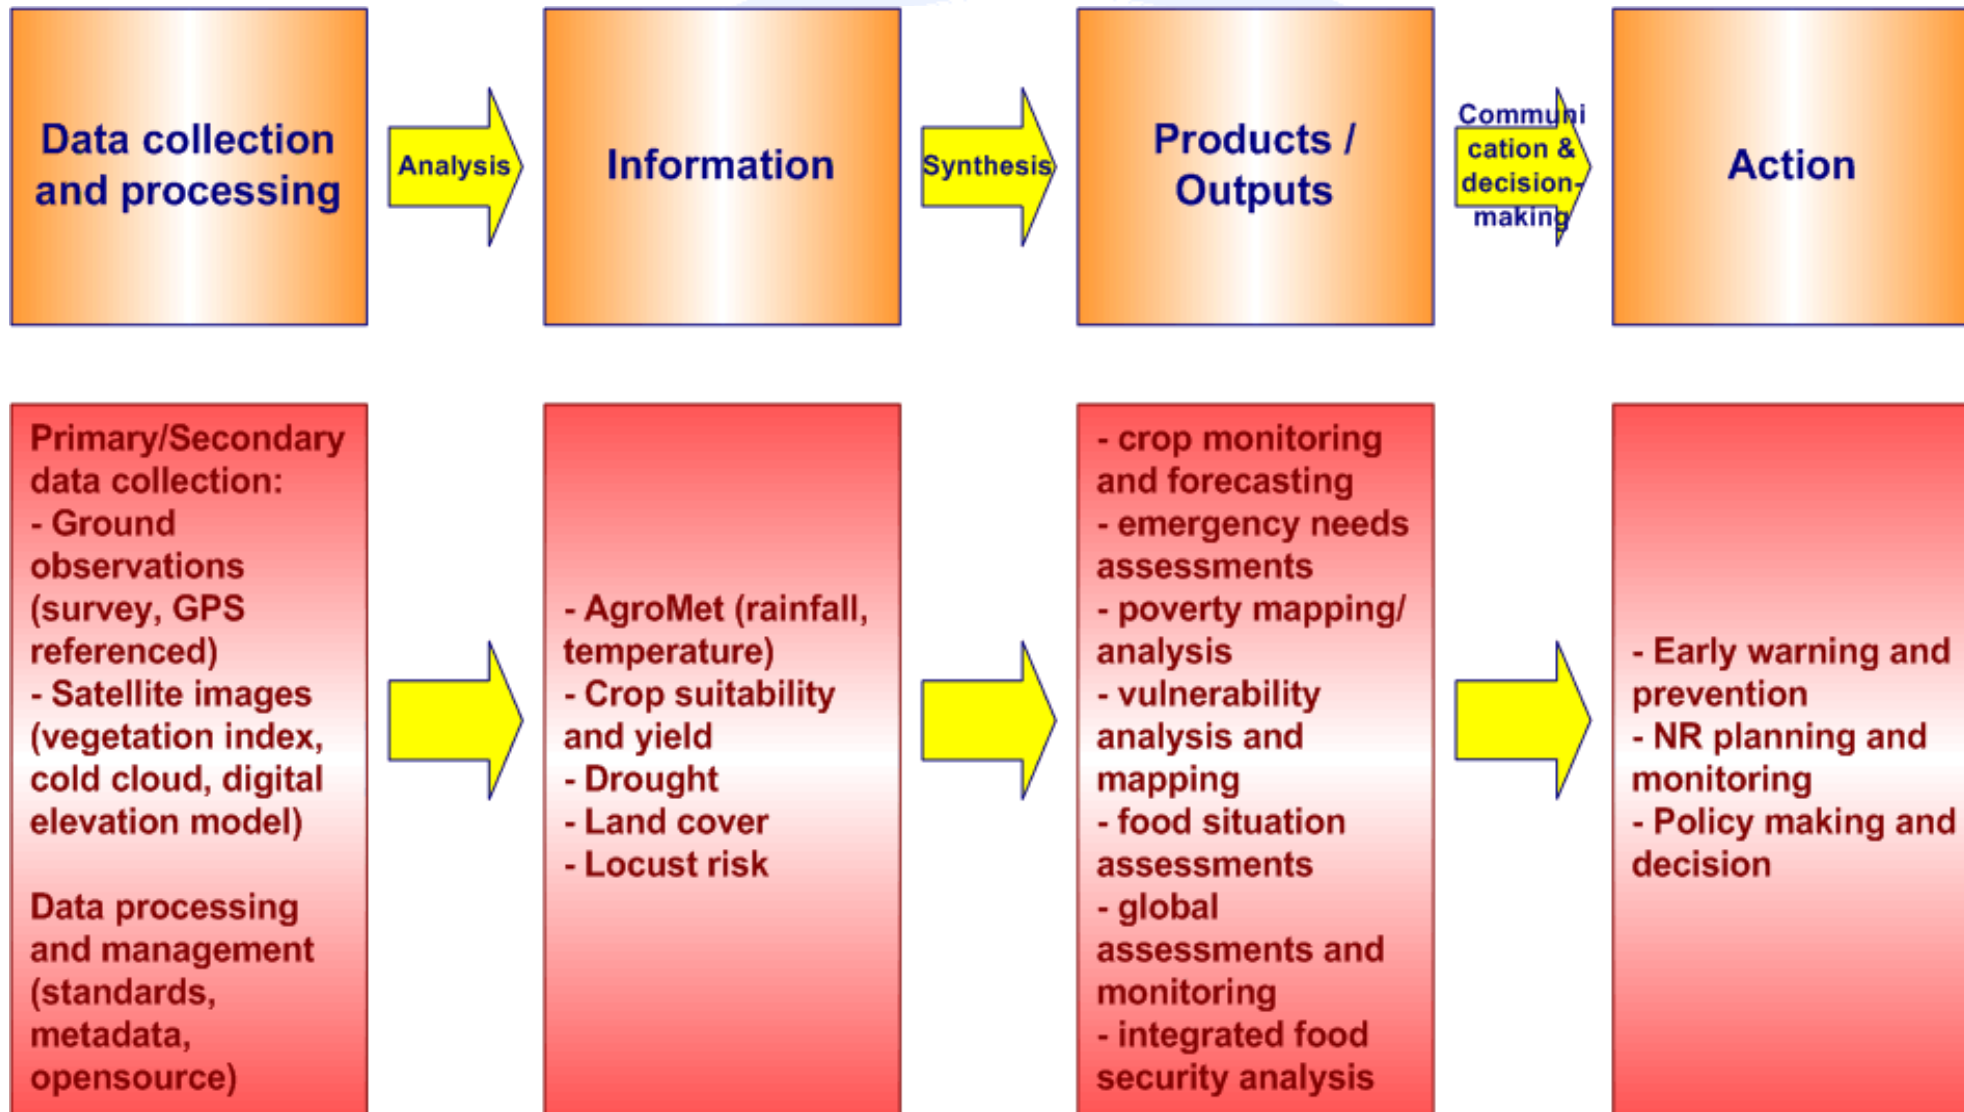 Data collection
and processing
Analysis
Information
Synthesis
Products /
Outputs
Communi
cation &
decision-
making
Action
Primary/Secondary
data collection:
- Ground
observations
(survey, GPS
referenced)
- Satellite images
(vegetation index,
cold cloud, digital
elevation model)
Data processing
and management
(standards,
metadata,
opensource)
- AgroMet (rainfall,
temperature)
- Crop suitability
and yield
- Drought
- Land cover
- Locust risk
- crop monitoring
and forecasting
- emergency needs
assessments
- poverty mapping/
analysis
- vulnerability
analysis and
mapping
- food situation
assessments
- global
assessments and
monitoring
- integrated food
security analysis
- Early warning and
prevention
- NR planning and
monitoring
- Policy making and
decision